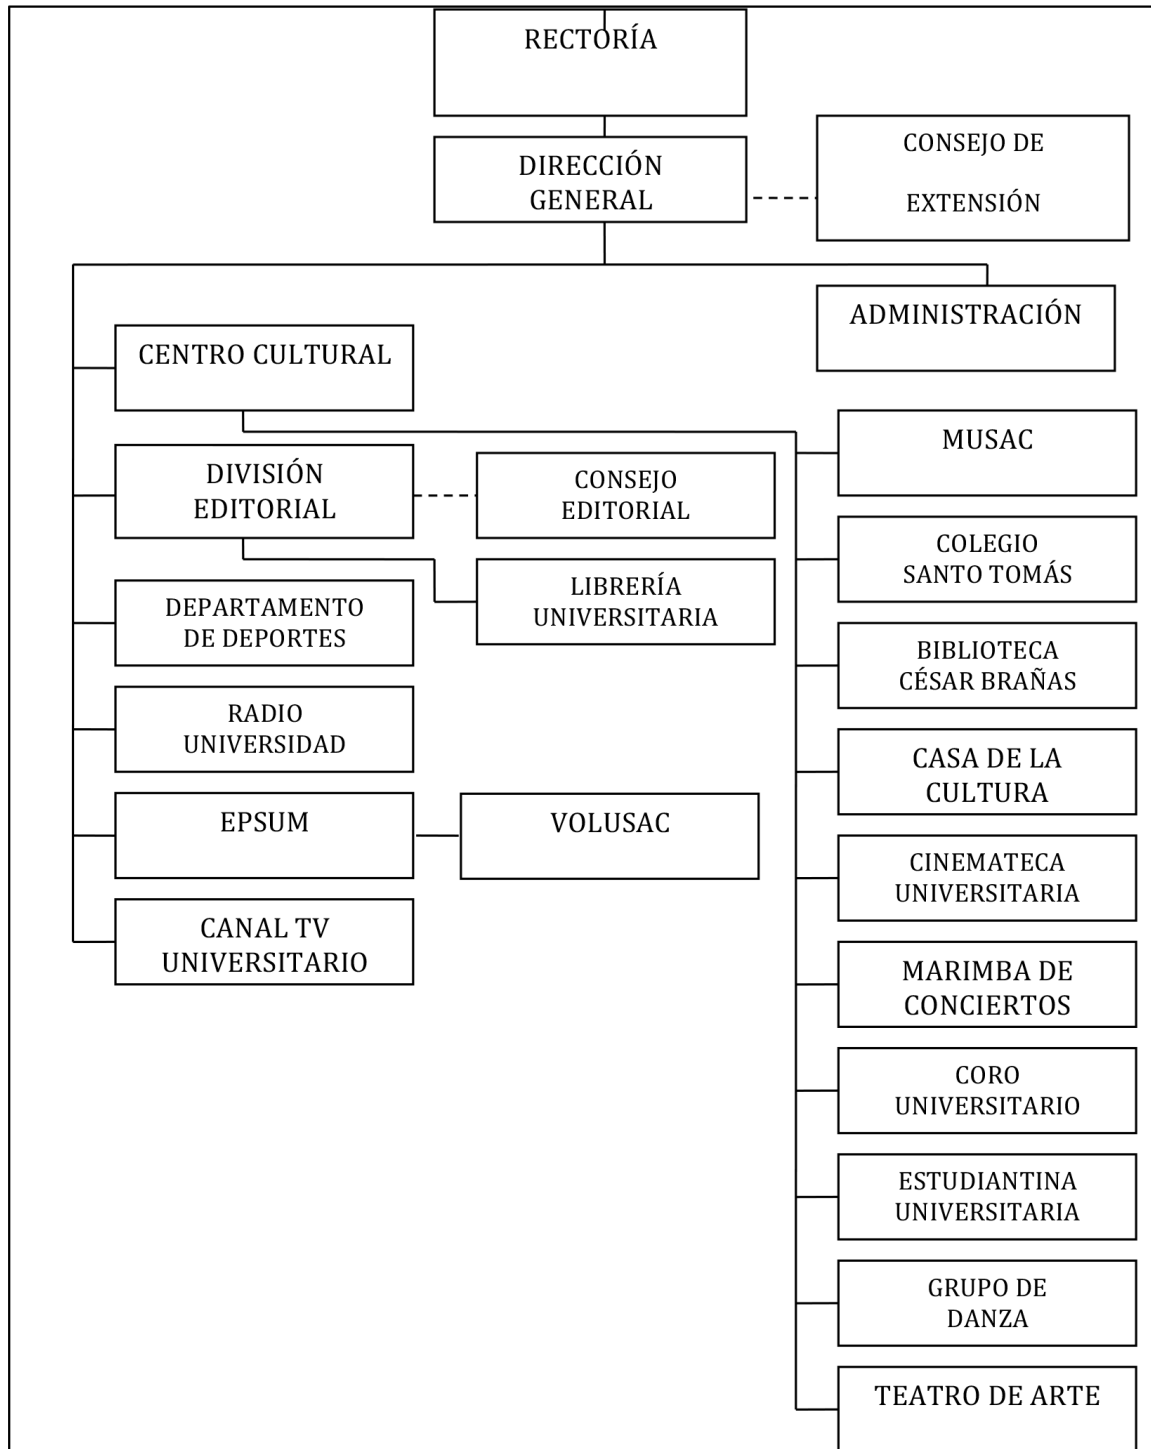 RECTORÍA
DIRECCIÓN
GENERAL
CONSEJO DE
EXTENSIÓN
ADMINISTRACIÓN
CENTRO CULTURAL
DIVISIÓN
EDITORIAL
CONSEJO
EDITORIAL
LIBRERÍA
UNIVERSITARIA
DEPARTAMENTO
DE DEPORTES
RADIO
UNIVERSIDAD
EPSUM
VOLUSAC
CANAL TV
UNIVERSITARIO
MUSAC
COLEGIO
SANTO TOMÁS
BIBLIOTECA
CÉSAR BRAÑAS
CASA DE LA
CULTURA
CINEMATECA
UNIVERSITARIA
MARIMBA DE
CONCIERTOS
CORO
UNIVERSITARIO
ESTUDIANTINA
UNIVERSITARIA
GRUPO DE
DANZA
TEATRO DE ARTE